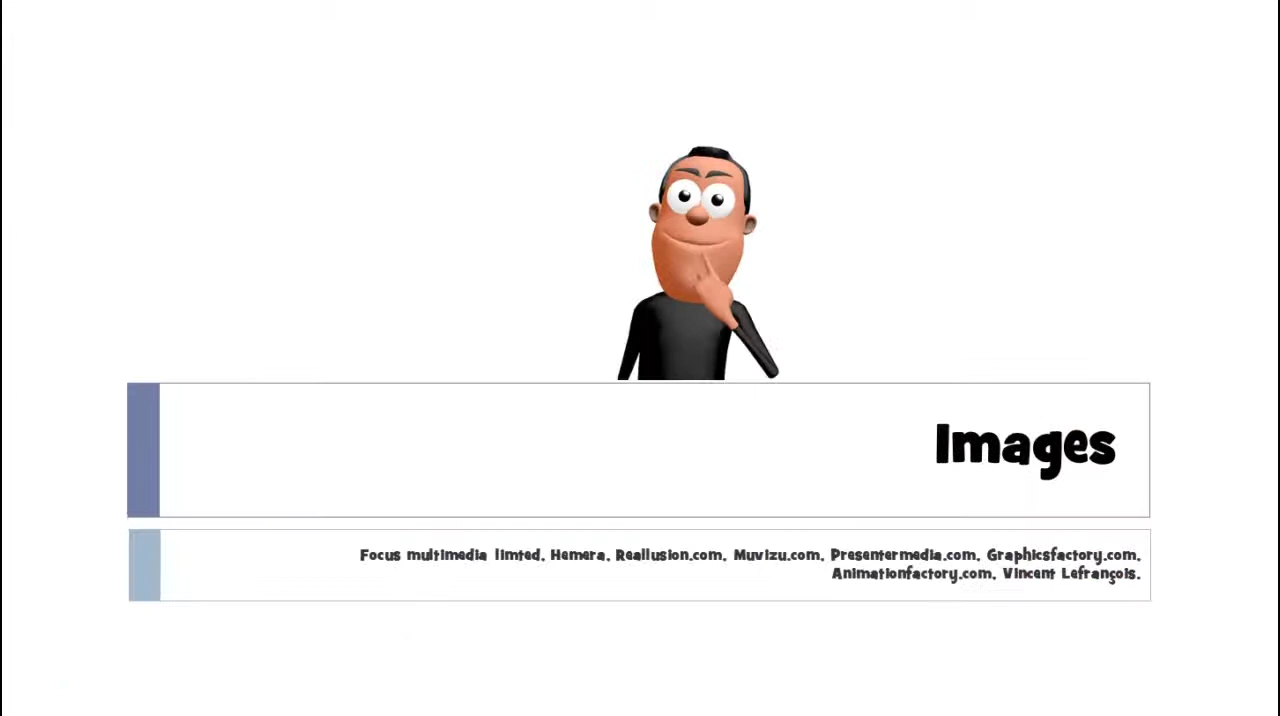 Images
Focus multimedia limted, Hemera, Reallusion.com, Muvizu.com, Presentermedia.com, Graphicsfactory.com,
Animationfactory.com, Vincent Lefrançois.